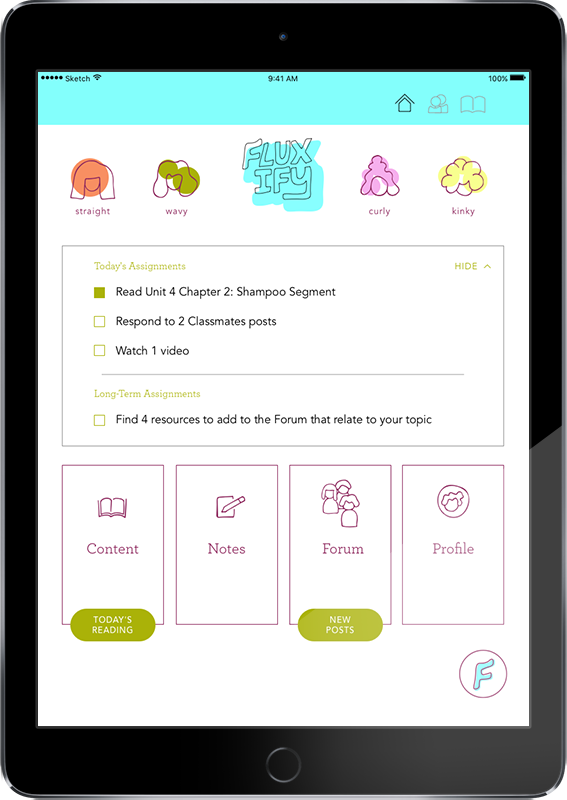 Sketch
9:41 AM
100%
FLUX
IFY
straight
wavy
curly
kinky
Today's Assignments
HIDE
Read Unit 4 Chapter 2: Shampoo Segment
Respond to 2 Classmates posts
Watch 1 video
Long-Term Assignments
Find 4 resources to add to the Forum that relate to your topic
Content
Notes
Forum
Profile
TODAY'S
READING
NEW
POSTS
F